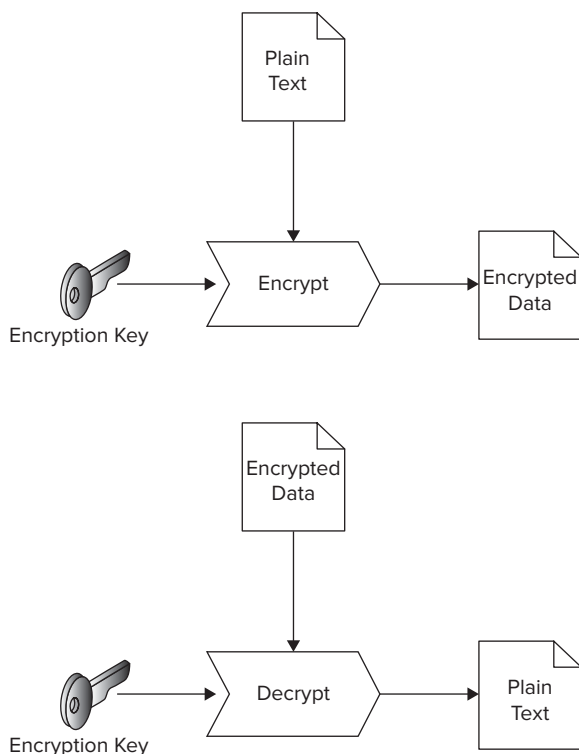 Plain
Text
Encrypt
Encrypted
Data
Encryption Key
Encrypted
Data
Decrypt
Plain
Text
Encryption Key